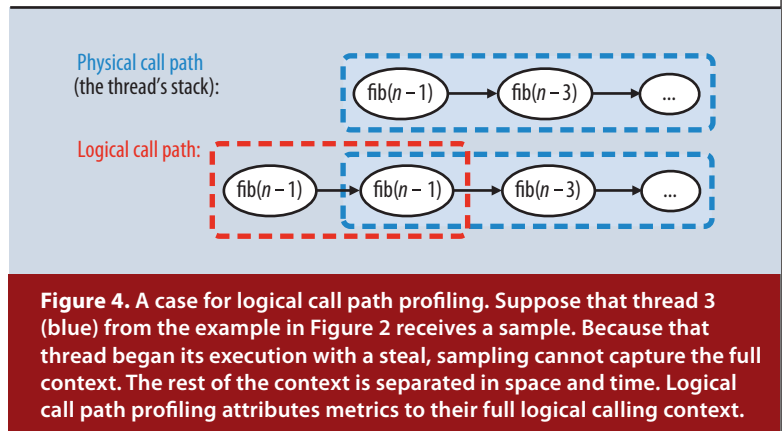 Physical call path
(the thread's stack):
fib(n – 1)
fib(n – 3)
...
Logical call path:
fib(n – 1)
fib(n – 1)
fib(n – 3)
...
Figure 4. A case for logical call path profiling. Suppose that thread 3
(blue) from the example in Figure 2 receives a sample. Because that
thread began its execution with a steal, sampling cannot capture the full
context. The rest of the context is separated in space and time. Logical
call path profiling attributes metrics to their full logical calling context.